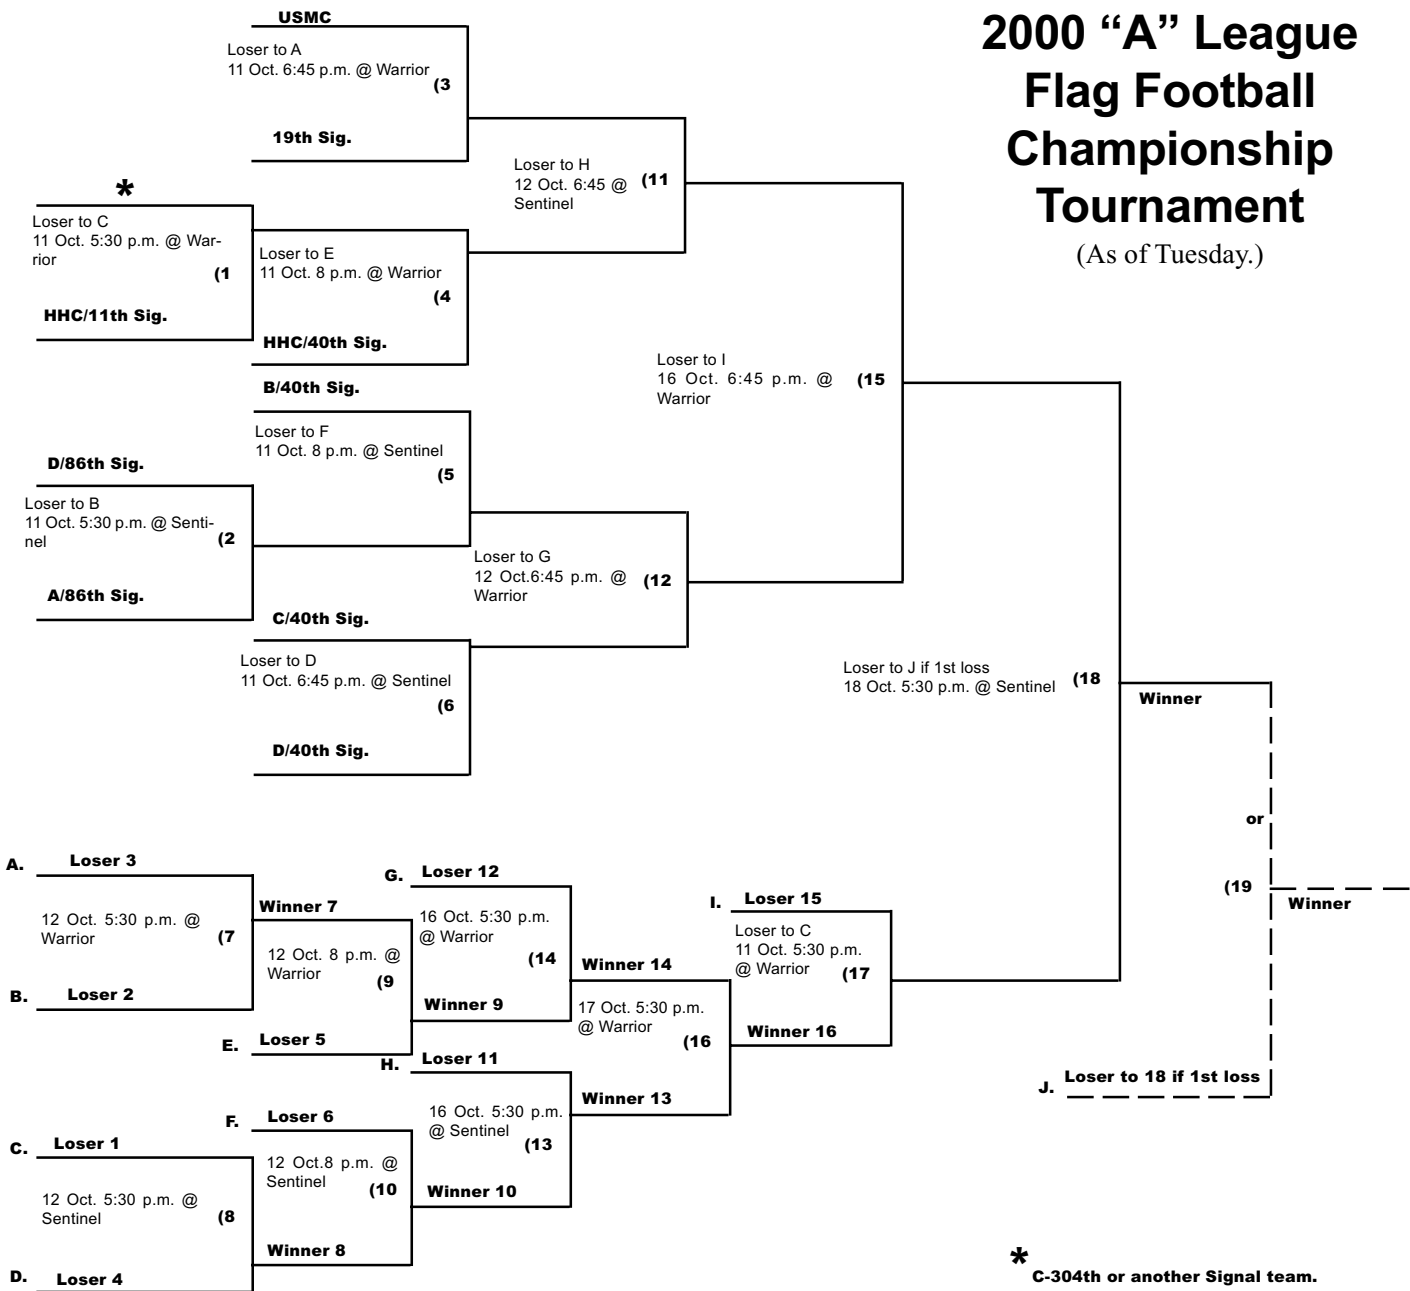 USMC
2000 “A” League
Flag Football
Championship
Tournament
(As of Tuesday.)
Loser to A
11 Oct. 6:45 p.m. @ Warrior
(3
19th Sig.
*
Loser to C
11 Oct. 5:30 p.m. @ War-
rior
(1
HHC/11th Sig.
Loser to E
11 Oct. 8 p.m. @ Warrior
(4
HHC/40th Sig.
Loser to H
12 Oct. 6:45 @
Sentinel
(11
B/40th Sig.
Loser to F
11 Oct. 8 p.m. @ Sentinel
(5
D/86th Sig.
Loser to B
11 Oct. 5:30 p.m. @ Senti-
nel
(2
A/86th Sig.
Loser to I
16 Oct. 6:45 p.m. @
Warrior
(15
Loser to G
12 Oct.6:45 p.m. @
Warrior
(12
C/40th Sig.
Loser to D
11 Oct. 6:45 p.m. @ Sentinel
(6
D/40th Sig.
Loser to J if 1st loss
18 Oct. 5:30 p.m. @ Sentinel
(18
Winner
or
(19
Winner
J.
Loser to 18 if 1st loss
A.
Loser 3
12 Oct. 5:30 p.m. @
Warrior
(7
B.
Loser 2
Winner 7
12 Oct. 8 p.m. @
Warrior
(9
E.
Loser 5
G.
Loser 12
16 Oct. 5:30 p.m.
@ Warrior
(14
Winner 9
Winner 14
17 Oct. 5:30 p.m.
@ Warrior
(16
Winner 13
I.
Loser 15
Loser to C
11 Oct. 5:30 p.m.
@ Warrior
(17
Winner 16
H.
Loser 11
16 Oct. 5:30 p.m.
@ Sentinel
(13
Winner 10
F.
Loser 6
12 Oct.8 p.m. @
Sentinel
(10
Winner 8
C.
Loser 1
12 Oct. 5:30 p.m. @
Sentinel
(8
D.
Loser 4
*
C-304th or another Signal team.